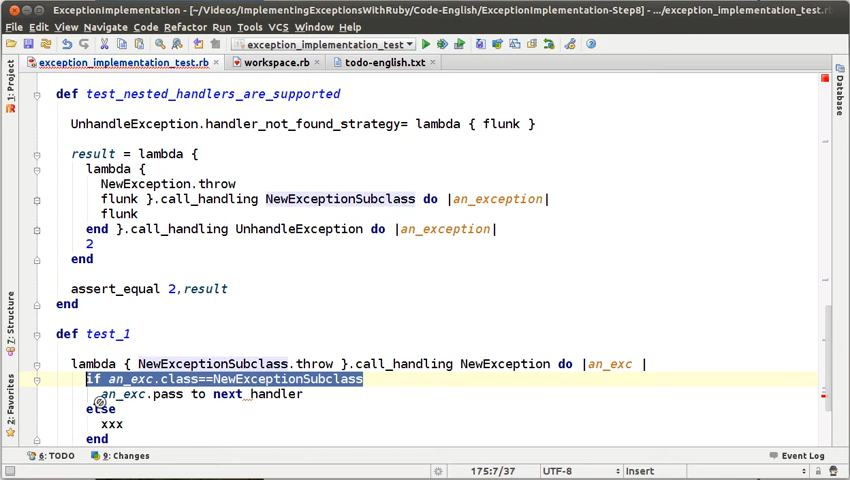 ExceptionImplementation - [~/Videos/ImplementingExceptionsWithRuby/Code-English/ExceptionImplementation-Step8] - .../exception_implementation_test.rb
File Edit View Navigate Code Refactor Run Tools VCS Window Help
exception_implementation_test
exception_implementation_test.rb workspace.rb todo-english.txt
1: Project
Database
7: Structure
2: Favorites
def test_nested_handlers_are_supported
UnhandleException.handler_not_found_strategy= lambda { flunk }
result = lambda {
lambda {
NewException.throw
flunk }.call_handling NewExceptionSubclass do |an_exception|
flunk
end }.call_handling UnhandleException do |an_exception|
2
end
assert_equal 2,result
end
def test_1
lambda { NewExceptionSubclass.throw }.call_handling NewException do |an_exc |
if an_exc.class==NewExceptionSubclass
an_exc.pass to next handler
else
xxx
end
6: TODO 9: Changes Event Log
175:7/37 UTF-8 Insert